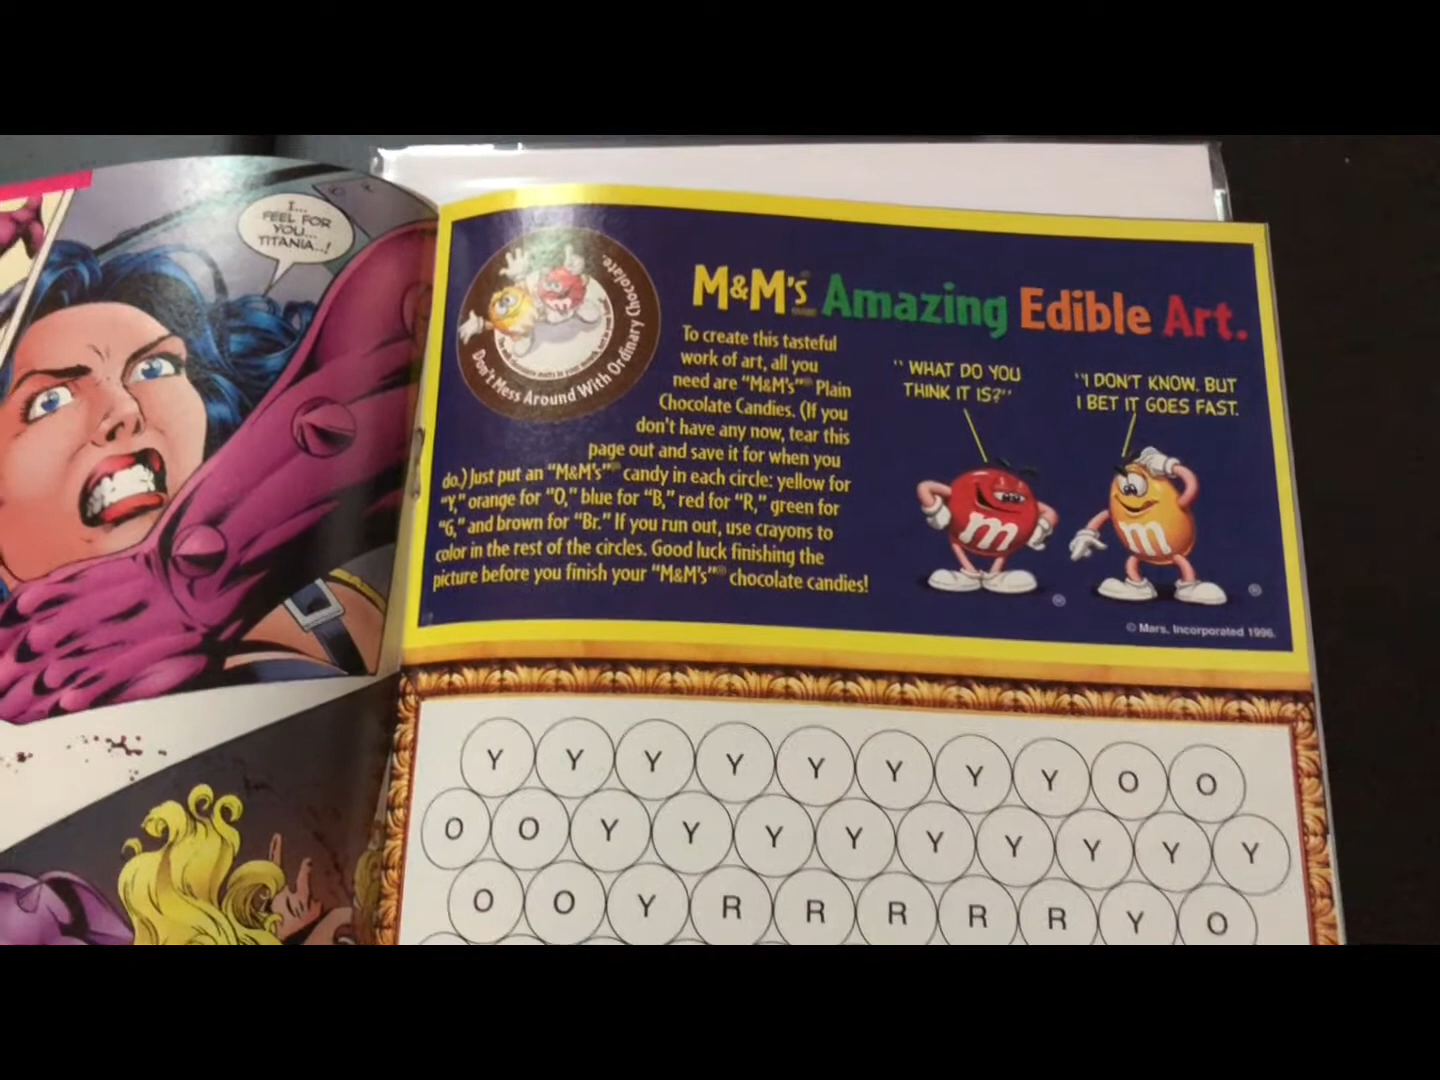 I...
FEEL FOR
YOU...
TITANIA..!
Don't Mess Around With Ordinary Chocolate.
M&M's® Amazing Edible Art.
To create this tasteful
work of art, all you
need are "M&M's"® Plain
Chocolate Candies. (If you
don't have any now, tear this
page out and save it for when you
do.) Just put an "M&M's"® candy in each circle: yellow for
"Y," orange for "O," blue for "B," red for "R," green for
"G," and brown for "Br." If you run out, use crayons to
color in the rest of the circles. Good luck finishing the
picture before you finish your "M&M's"® chocolate candies!
"WHAT DO YOU
THINK IT IS?"
"I DON'T KNOW. BUT
I BET IT GOES FAST.
m
m
© Mars, Incorporated 1996.
Y Y Y Y Y Y Y Y O O
O O Y Y Y Y Y Y Y Y Y
O O Y R R R R R Y O